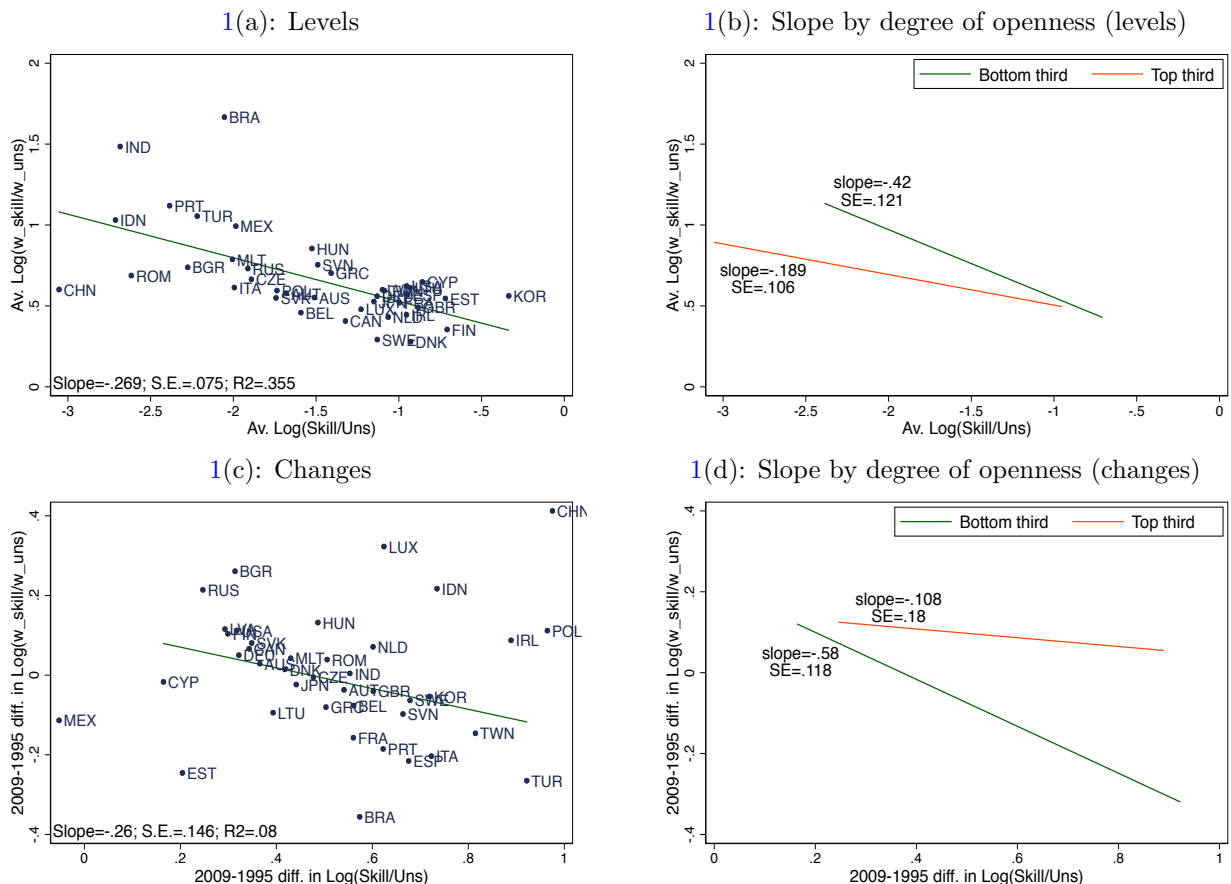 1(a): Levels
Av. Log(w_skill/w_uns)
2
1.5
1
.5
0
BRA
IND
PRT
TUR
IDN
MEX
HUN
MLT
SVN
BGR
RUS
GRC
ROM
CZE
CYP
CHN
ITA
POL
AUT
SVK
AUS
EST
KOR
LUX
GBR
BEL
CAN
NLD
IRL
FIN
SWE
DNK
Slope=-.269; S.E.=.075; R2=.355
-3 -2.5 -2 -1.5 -1 -.5 0
Av. Log(Skill/Uns)
1(b): Slope by degree of openness (levels)
Av. Log(w_skill/w_uns)
2
1.5
1
.5
0
Bottom third Top third
slope=-.42
SE=.121
slope=-.189
SE=.106
-3 -2.5 -2 -1.5 -1 -.5 0
Av. Log(Skill/Uns)
1(c): Changes
2009-1995 diff. in Log(w_skill/w_uns)
.4
.2
0
-.2
-.4
CHN
LUX
BGR
RUS
IDN
HUN
LVA
USA
FIN
POL
IRL
SVK
CAN
NLD
DEU
MLT
ROM
AUS
DNK
IND
CZE
CYP
JPN
AUT
GBR
KOR
SWE
BEL
GRC
LTU
SVN
MEX
TWN
FRA
PRT
ITA
ESP
EST
TUR
BRA
Slope=-.26; S.E.=.146; R2=.08
0 .2 .4 .6 .8 1
2009-1995 diff. in Log(Skill/Uns)
1(d): Slope by degree of openness (changes)
2009-1995 diff. in Log(w_skill/w_uns)
.4
.2
0
-.2
-.4
Bottom third Top third
slope=-.108
SE=.18
slope=-.58
SE=.118
0 .2 .4 .6 .8 1
2009-1995 diff. in Log(Skill/Uns)